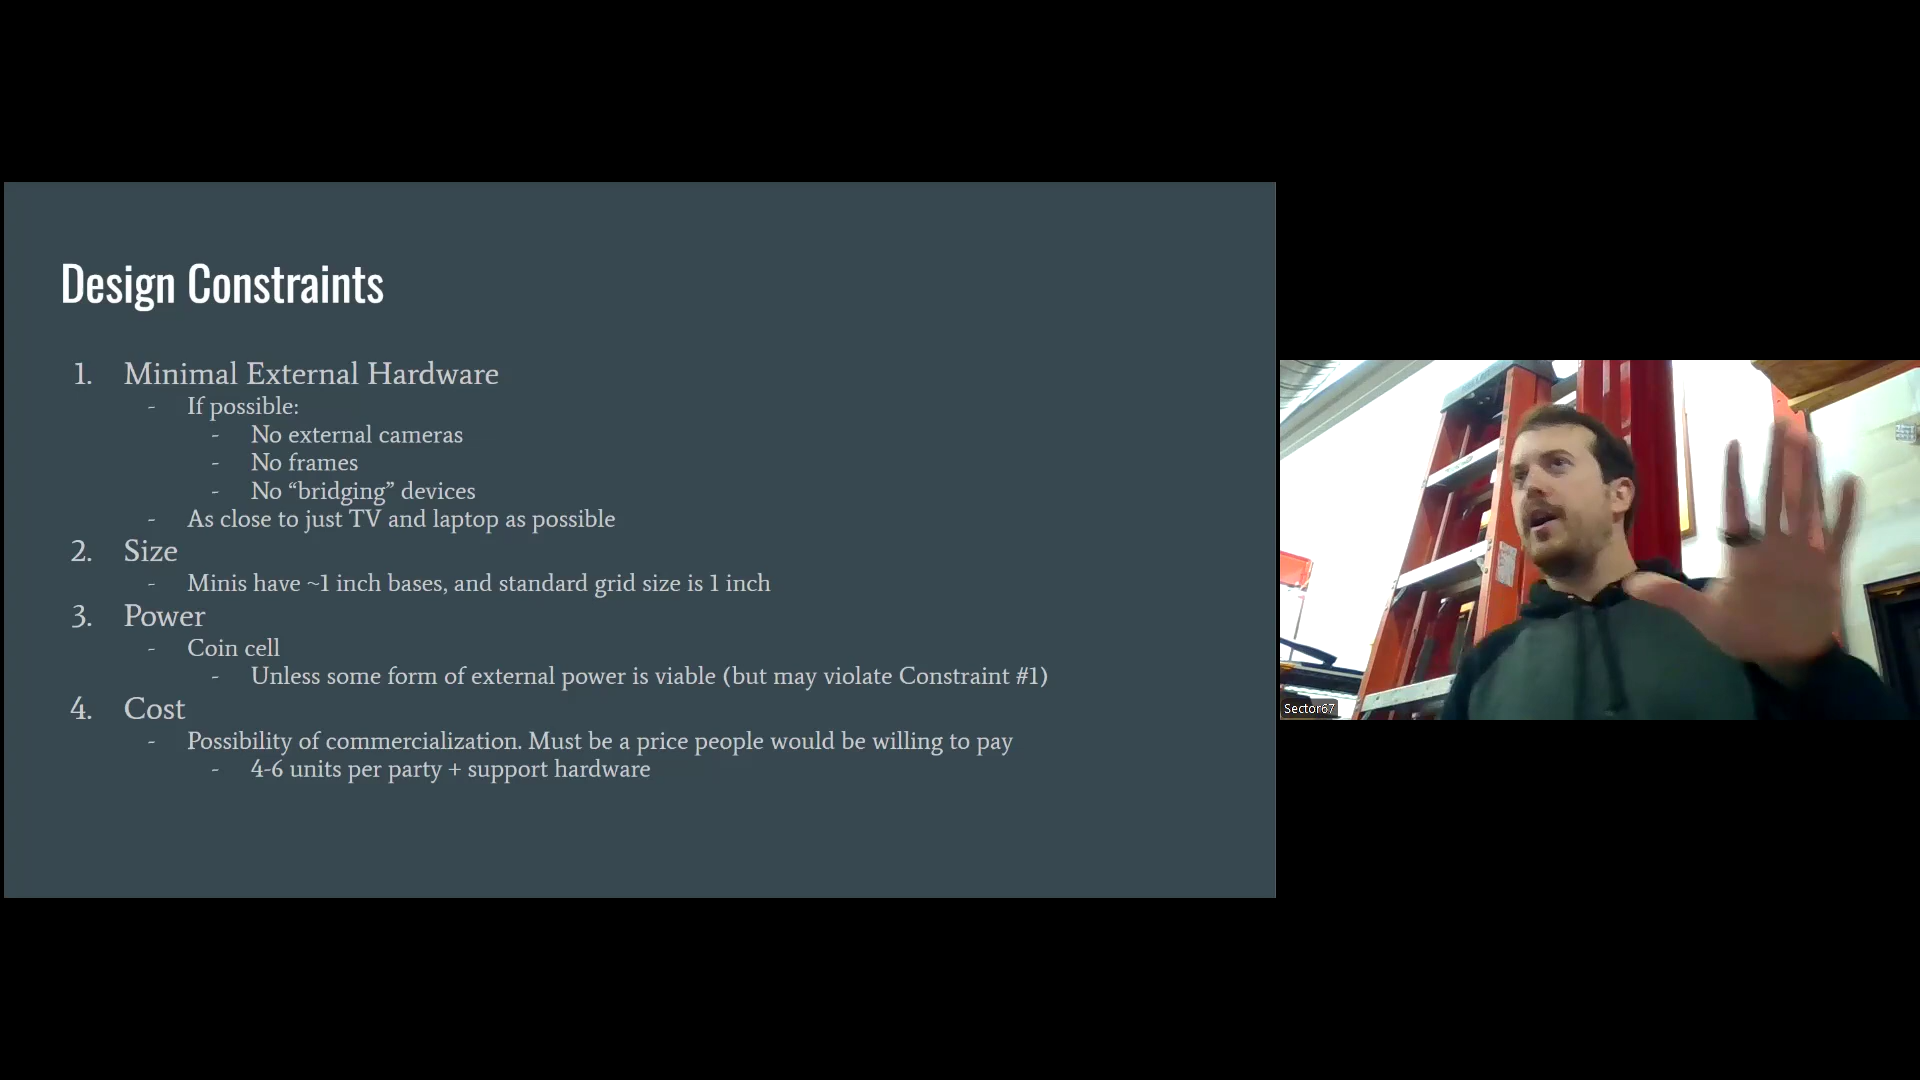 Design Constraints
1. Minimal External Hardware
- If possible:
- No external cameras
- No frames
- No “bridging” devices
- As close to just TV and laptop as possible
2. Size
- Minis have ~1 inch bases, and standard grid size is 1 inch
3. Power
- Coin cell
- Unless some form of external power is viable (but may violate Constraint #1)
4. Cost
- Possibility of commercialization. Must be a price people would be willing to pay
- 4-6 units per party + support hardware
Sector67